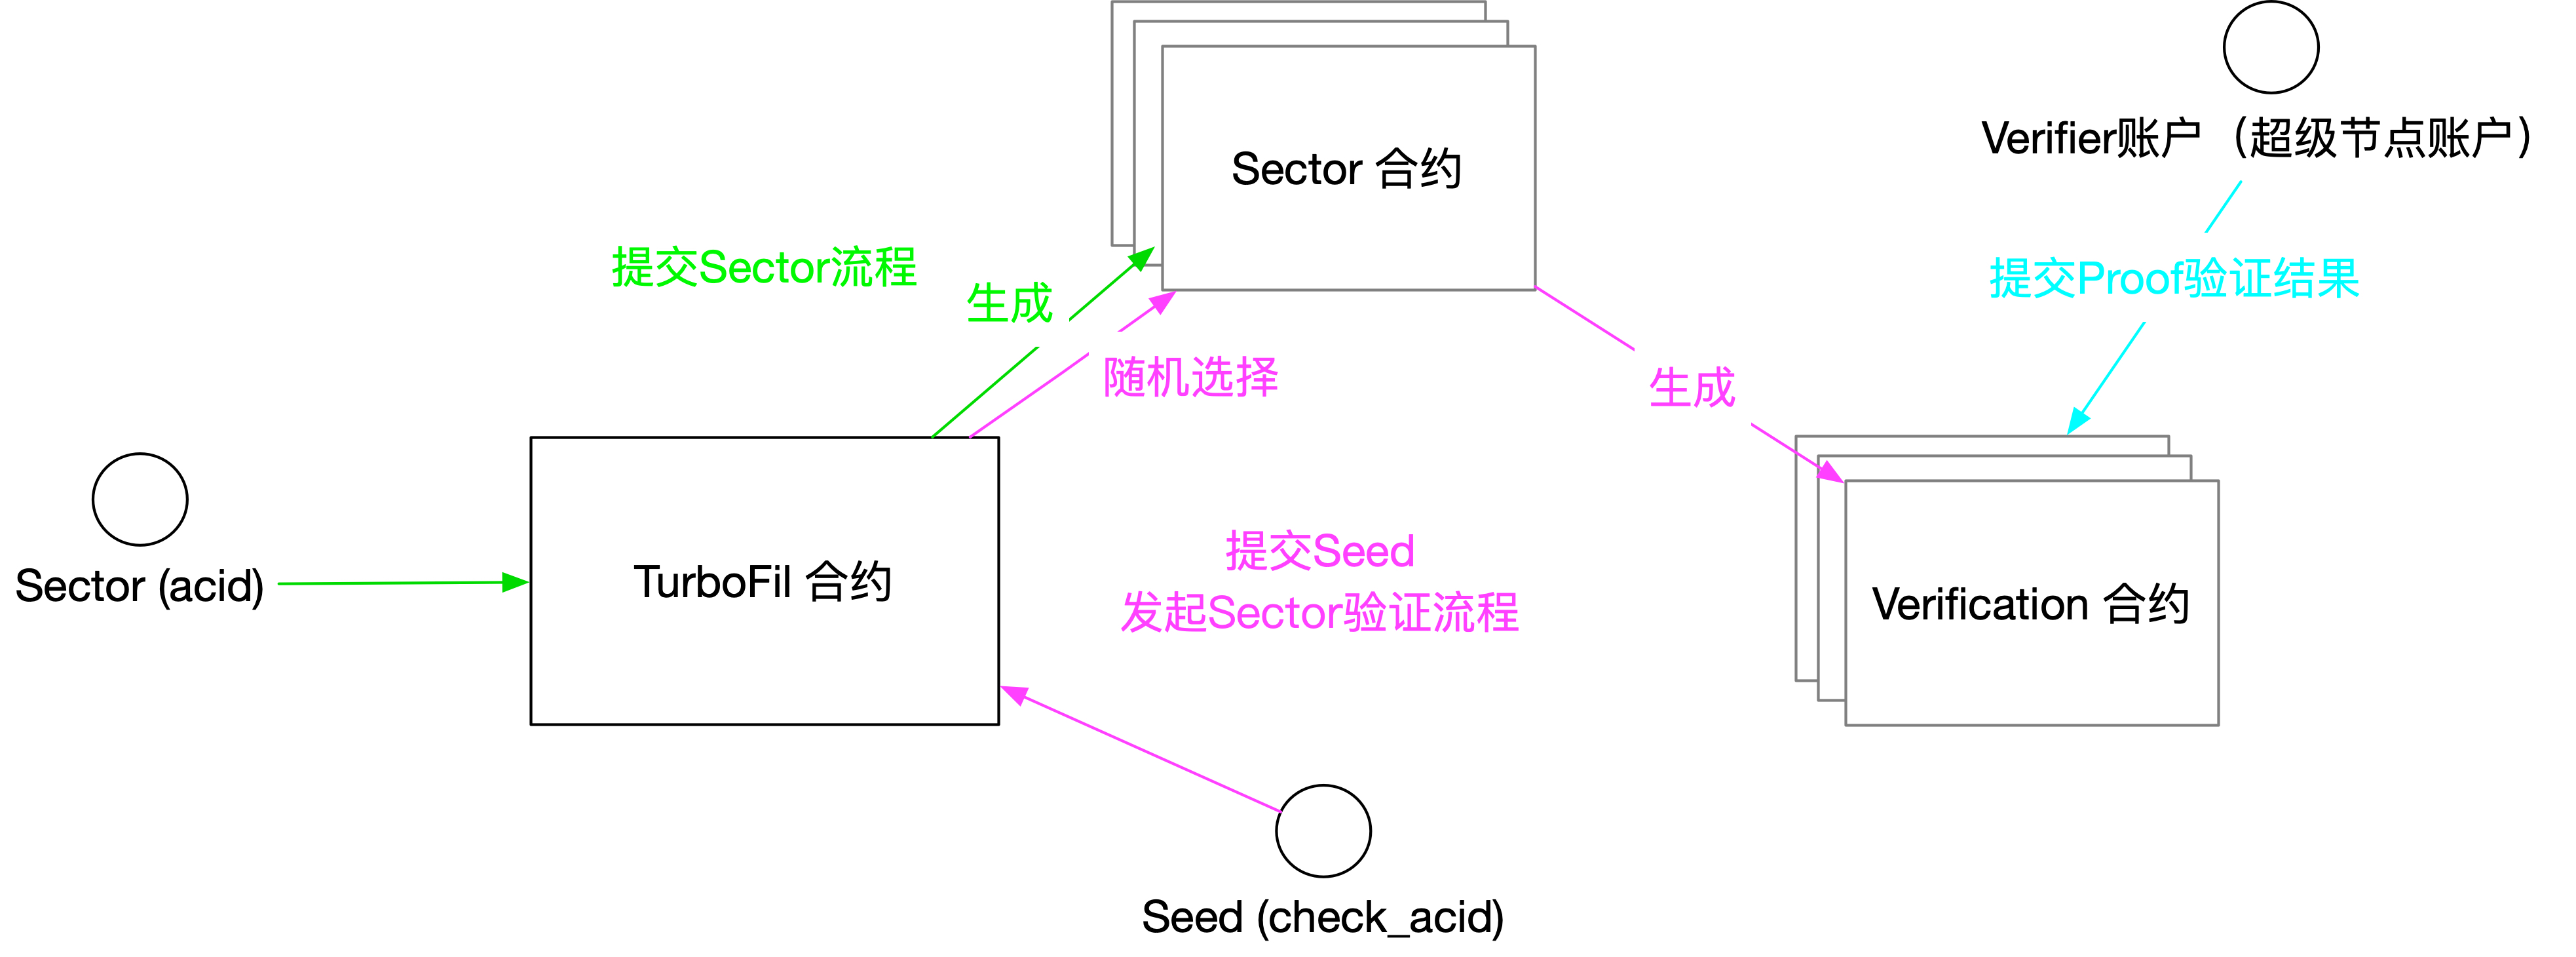 Sector 合约
Verifier账户（超级节点账户）
提交Sector流程
生成
提交Proof验证结果
随机选择
生成
Sector (acid)
TurboFil 合约
提交Seed
发起Sector验证流程
Verification 合约
Seed (check_acid)